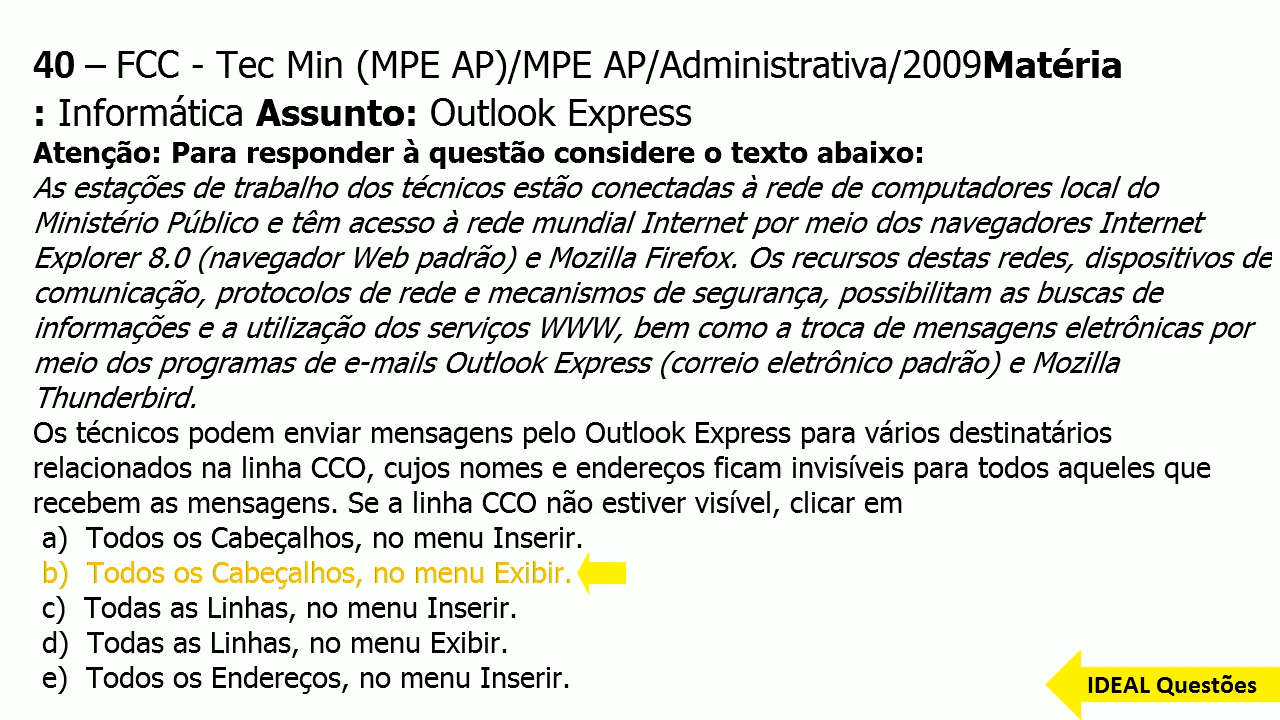 40 – FCC - Tec Min (MPE AP)/MPE AP/Administrativa/2009Matéria
: Informática Assunto: Outlook Express
Atenção: Para responder à questão considere o texto abaixo:
As estações de trabalho dos técnicos estão conectadas à rede de computadores local do
Ministério Público e têm acesso à rede mundial Internet por meio dos navegadores Internet
Explorer 8.0 (navegador Web padrão) e Mozilla Firefox. Os recursos destas redes, dispositivos de
comunicação, protocolos de rede e mecanismos de segurança, possibilitam as buscas de
informações e a utilização dos serviços WWW, bem como a troca de mensagens eletrônicas por
meio dos programas de e-mails Outlook Express (correio eletrônico padrão) e Mozilla
Thunderbird.
Os técnicos podem enviar mensagens pelo Outlook Express para vários destinatários
relacionados na linha CCO, cujos nomes e endereços ficam invisíveis para todos aqueles que
recebem as mensagens. Se a linha CCO não estiver visível, clicar em
a) Todos os Cabeçalhos, no menu Inserir.
b) Todos os Cabeçalhos, no menu Exibir.
c) Todas as Linhas, no menu Inserir.
d) Todas as Linhas, no menu Exibir.
e) Todos os Endereços, no menu Inserir.
IDEAL Questões